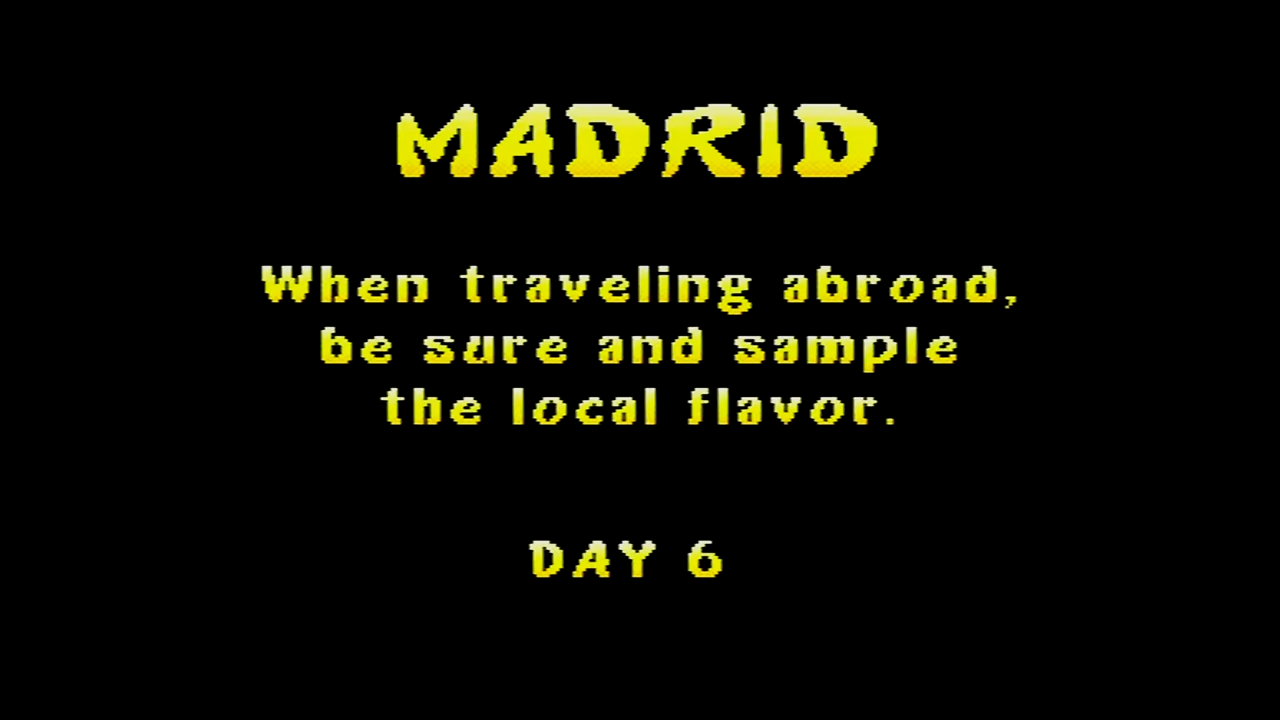 MADRID
When traveling abroad,
be sure and sample
the local flavor.
DAY 6